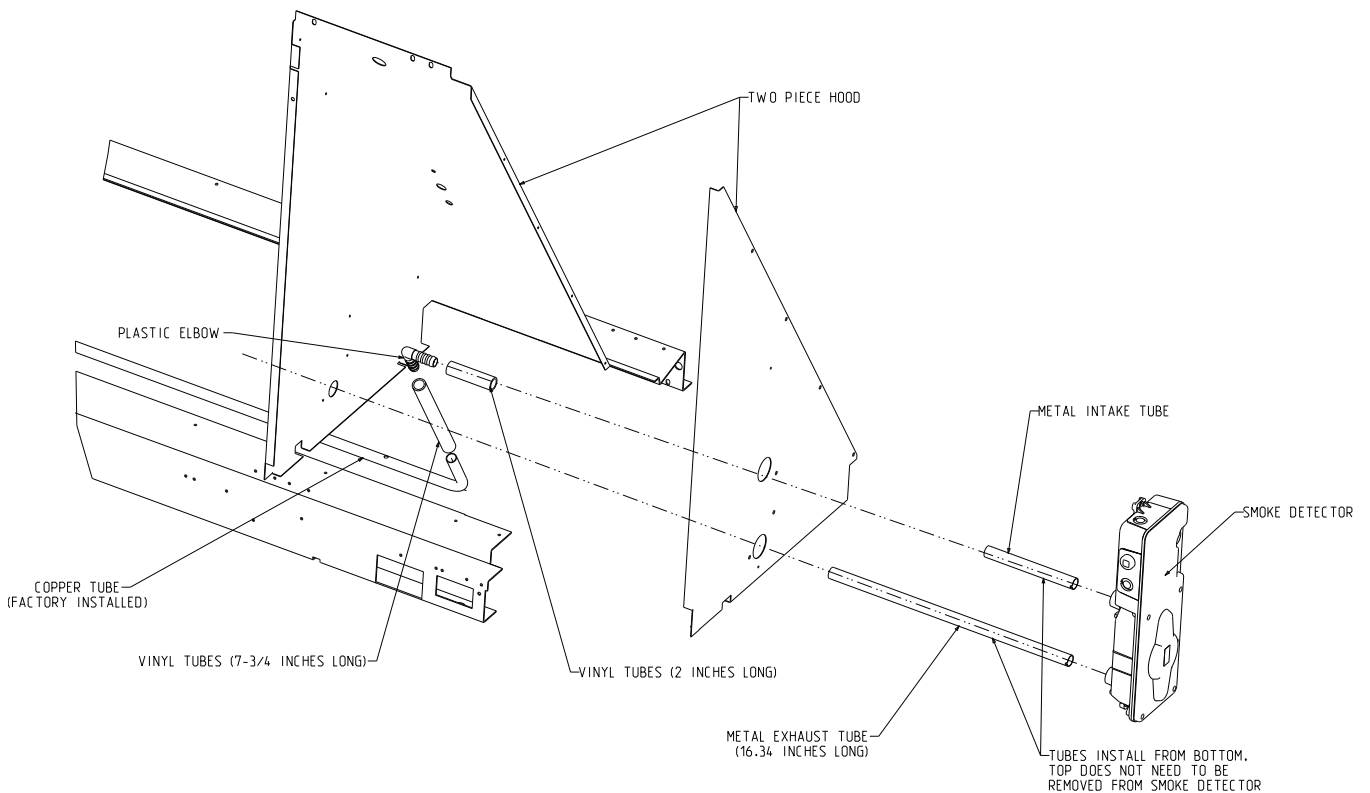 TWO PIECE HOOD
PLASTIC ELBOW
METAL INTAKE TUBE
SMOKE DETECTOR
COPPER TUBE
(FACTORY INSTALLED)
VINYL TUBES (7-3/4 INCHES LONG)
VINYL TUBES (2 INCHES LONG)
METAL EXHAUST TUBE
(16.34 INCHES LONG)
TUBES INSTALL FROM BOTTOM.
TOP DOES NOT NEED TO BE
REMOVED FROM SMOKE DETECTOR